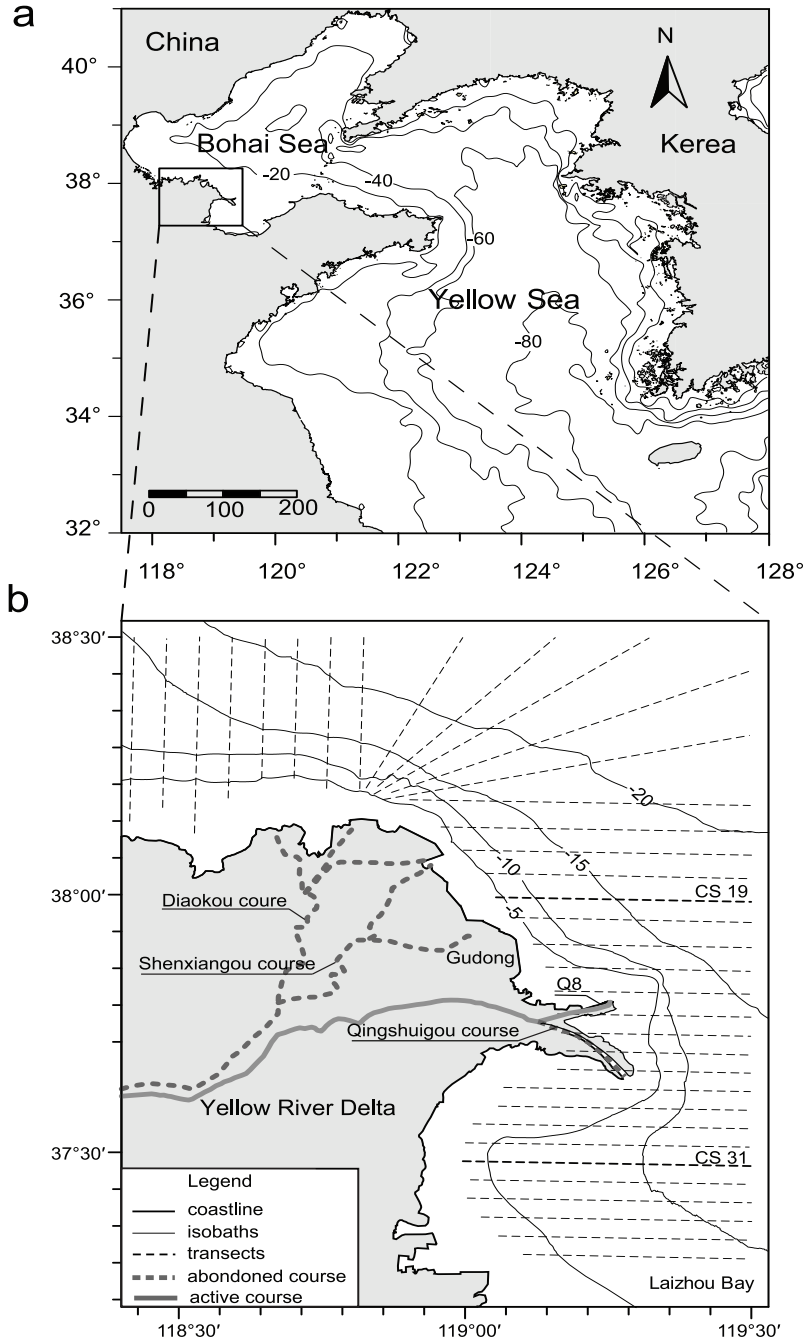 a
China
N
40°
Bohai Sea
Kerea
38°
-20
-40
-60
36°
Yellow Sea
-80
34°
0 100 200
32°
118° 120° 122° 124° 126° 128°
b
38°30′
-20
-15
-10
-5
38°00′
CS 19
Diaokou coure
Shenxiangou course
Gudong
Q8
Qingshuigou course
Yellow River Delta
37°30′
CS 31
Legend
coastline
isobaths
transects
abondoned course
active course
Laizhou Bay
118°30′ 119°00′ 119°30′